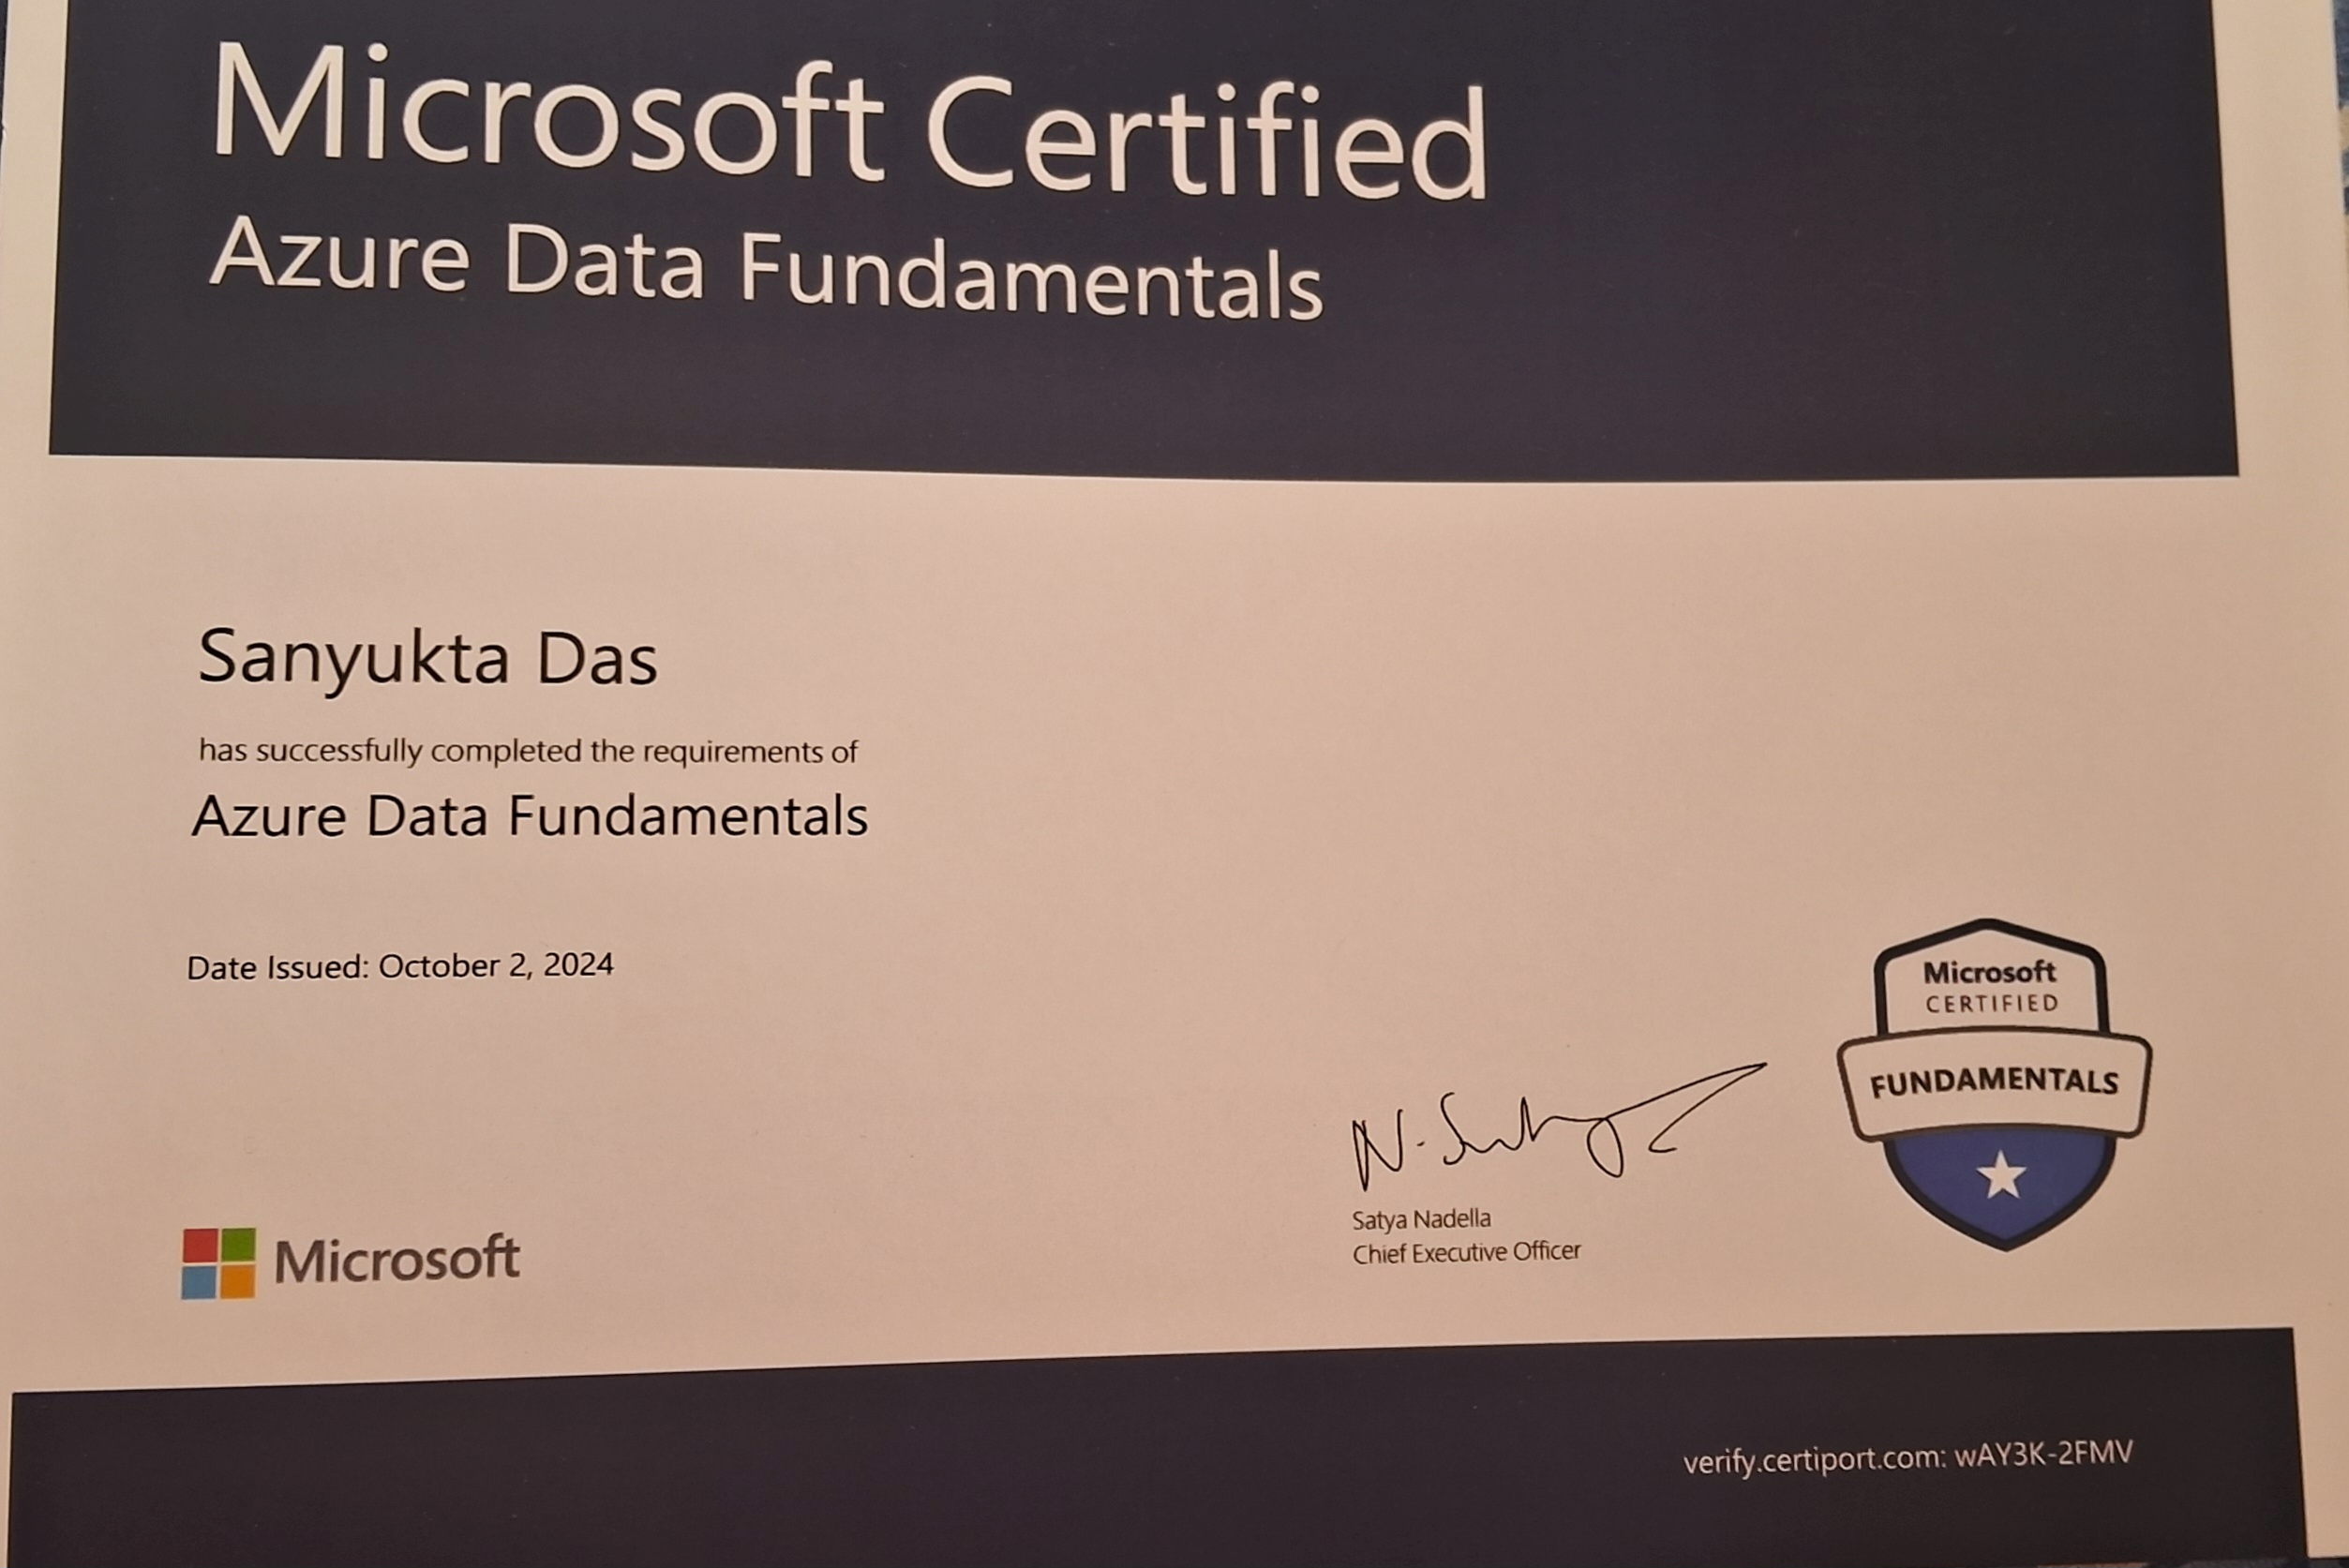 Microsoft Certified
Azure Data Fundamentals
Sanyukta Das
has successfully completed the requirements of
Azure Data Fundamentals
Date Issued: October 2, 2024
Microsoft
CERTIFIED
FUNDAMENTALS
N. Satya
Satya Nadella
Chief Executive Officer
Microsoft
verify.certiport.com: wAY3K-2FMV